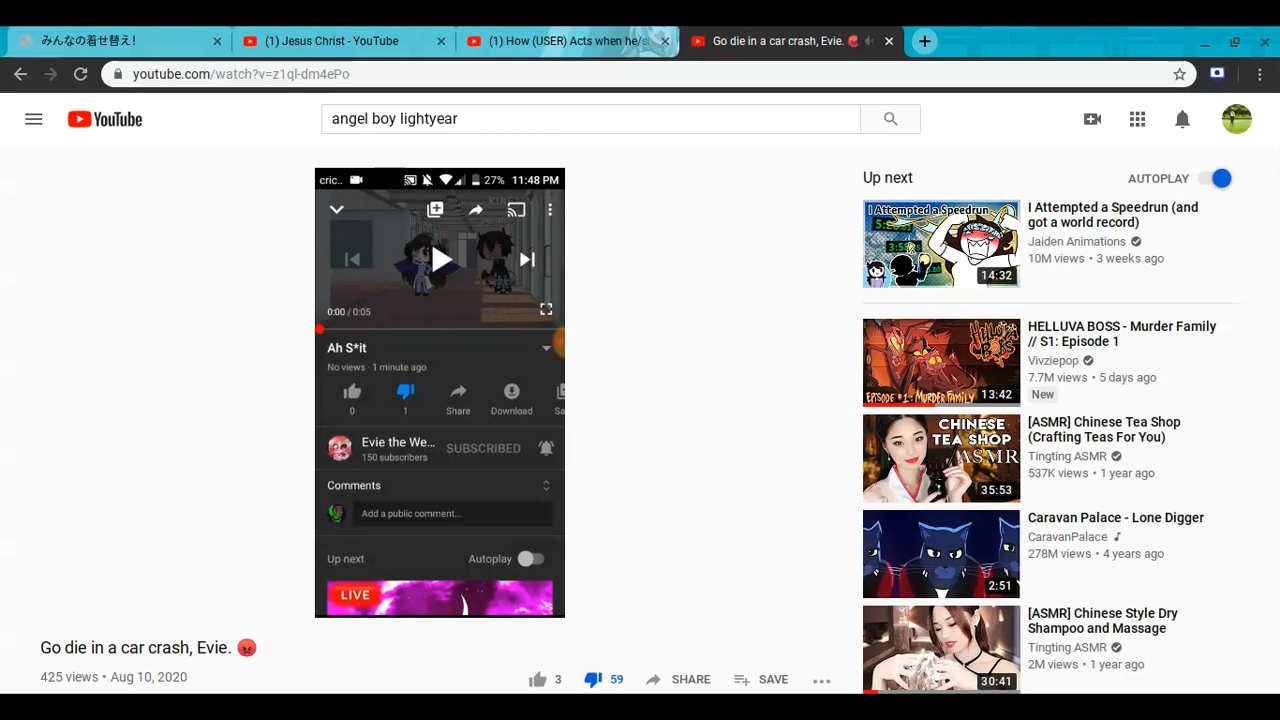 みんなの着せ替え!
(1) Jesus Christ - YouTube
(1) How (USER) Acts when he/s
Go die in a car crash, Evie. 😡
youtube.com/watch?v=z1ql-dm4ePo
YouTube
angel boy lightyear
cric.. 27% 11:48 PM
0:00 / 0:05
Ah S*it
No views · 1 minute ago
0
1
Share
Download
Sa
Evie the We...
150 subscribers
SUBSCRIBED
Comments
Add a public comment...
Up next
Autoplay
LIVE
Go die in a car crash, Evie. 😡
425 views • Aug 10, 2020
3
59
SHARE
SAVE
Up next
AUTOPLAY
I Attempted a Speedrun
14:32
I Attempted a Speedrun (and
got a world record)
Jaiden Animations
10M views • 3 weeks ago
HELLUVA BOSS
EPISODE #1: MURDER FAMILY
13:42
HELLUVA BOSS - Murder Family
// S1: Episode 1
Vivziepop
7.7M views • 5 days ago
New
CHINESE
TEA SHOP
ASMR
35:53
[ASMR] Chinese Tea Shop
(Crafting Teas For You)
Tingting ASMR
537K views • 1 year ago
2:51
Caravan Palace - Lone Digger
CaravanPalace
278M views • 4 years ago
30:41
[ASMR] Chinese Style Dry
Shampoo and Massage
Tingting ASMR
2M views • 1 year ago